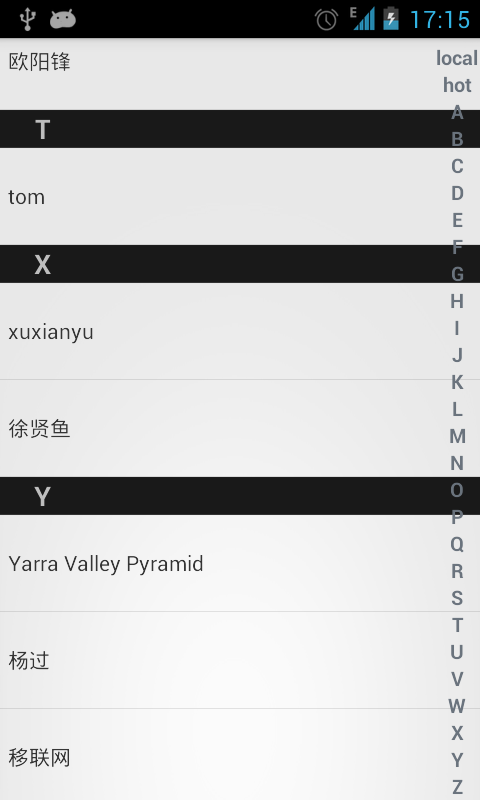 E 17:15
欧阳锋
T
tom
X
xuxianyu
徐贤鱼
Y
Yarra Valley Pyramid
杨过
移联网
local
hot
A
B
C
D
E
F
G
H
I
J
K
L
M
N
O
P
Q
R
S
T
U
V
W
X
Y
Z